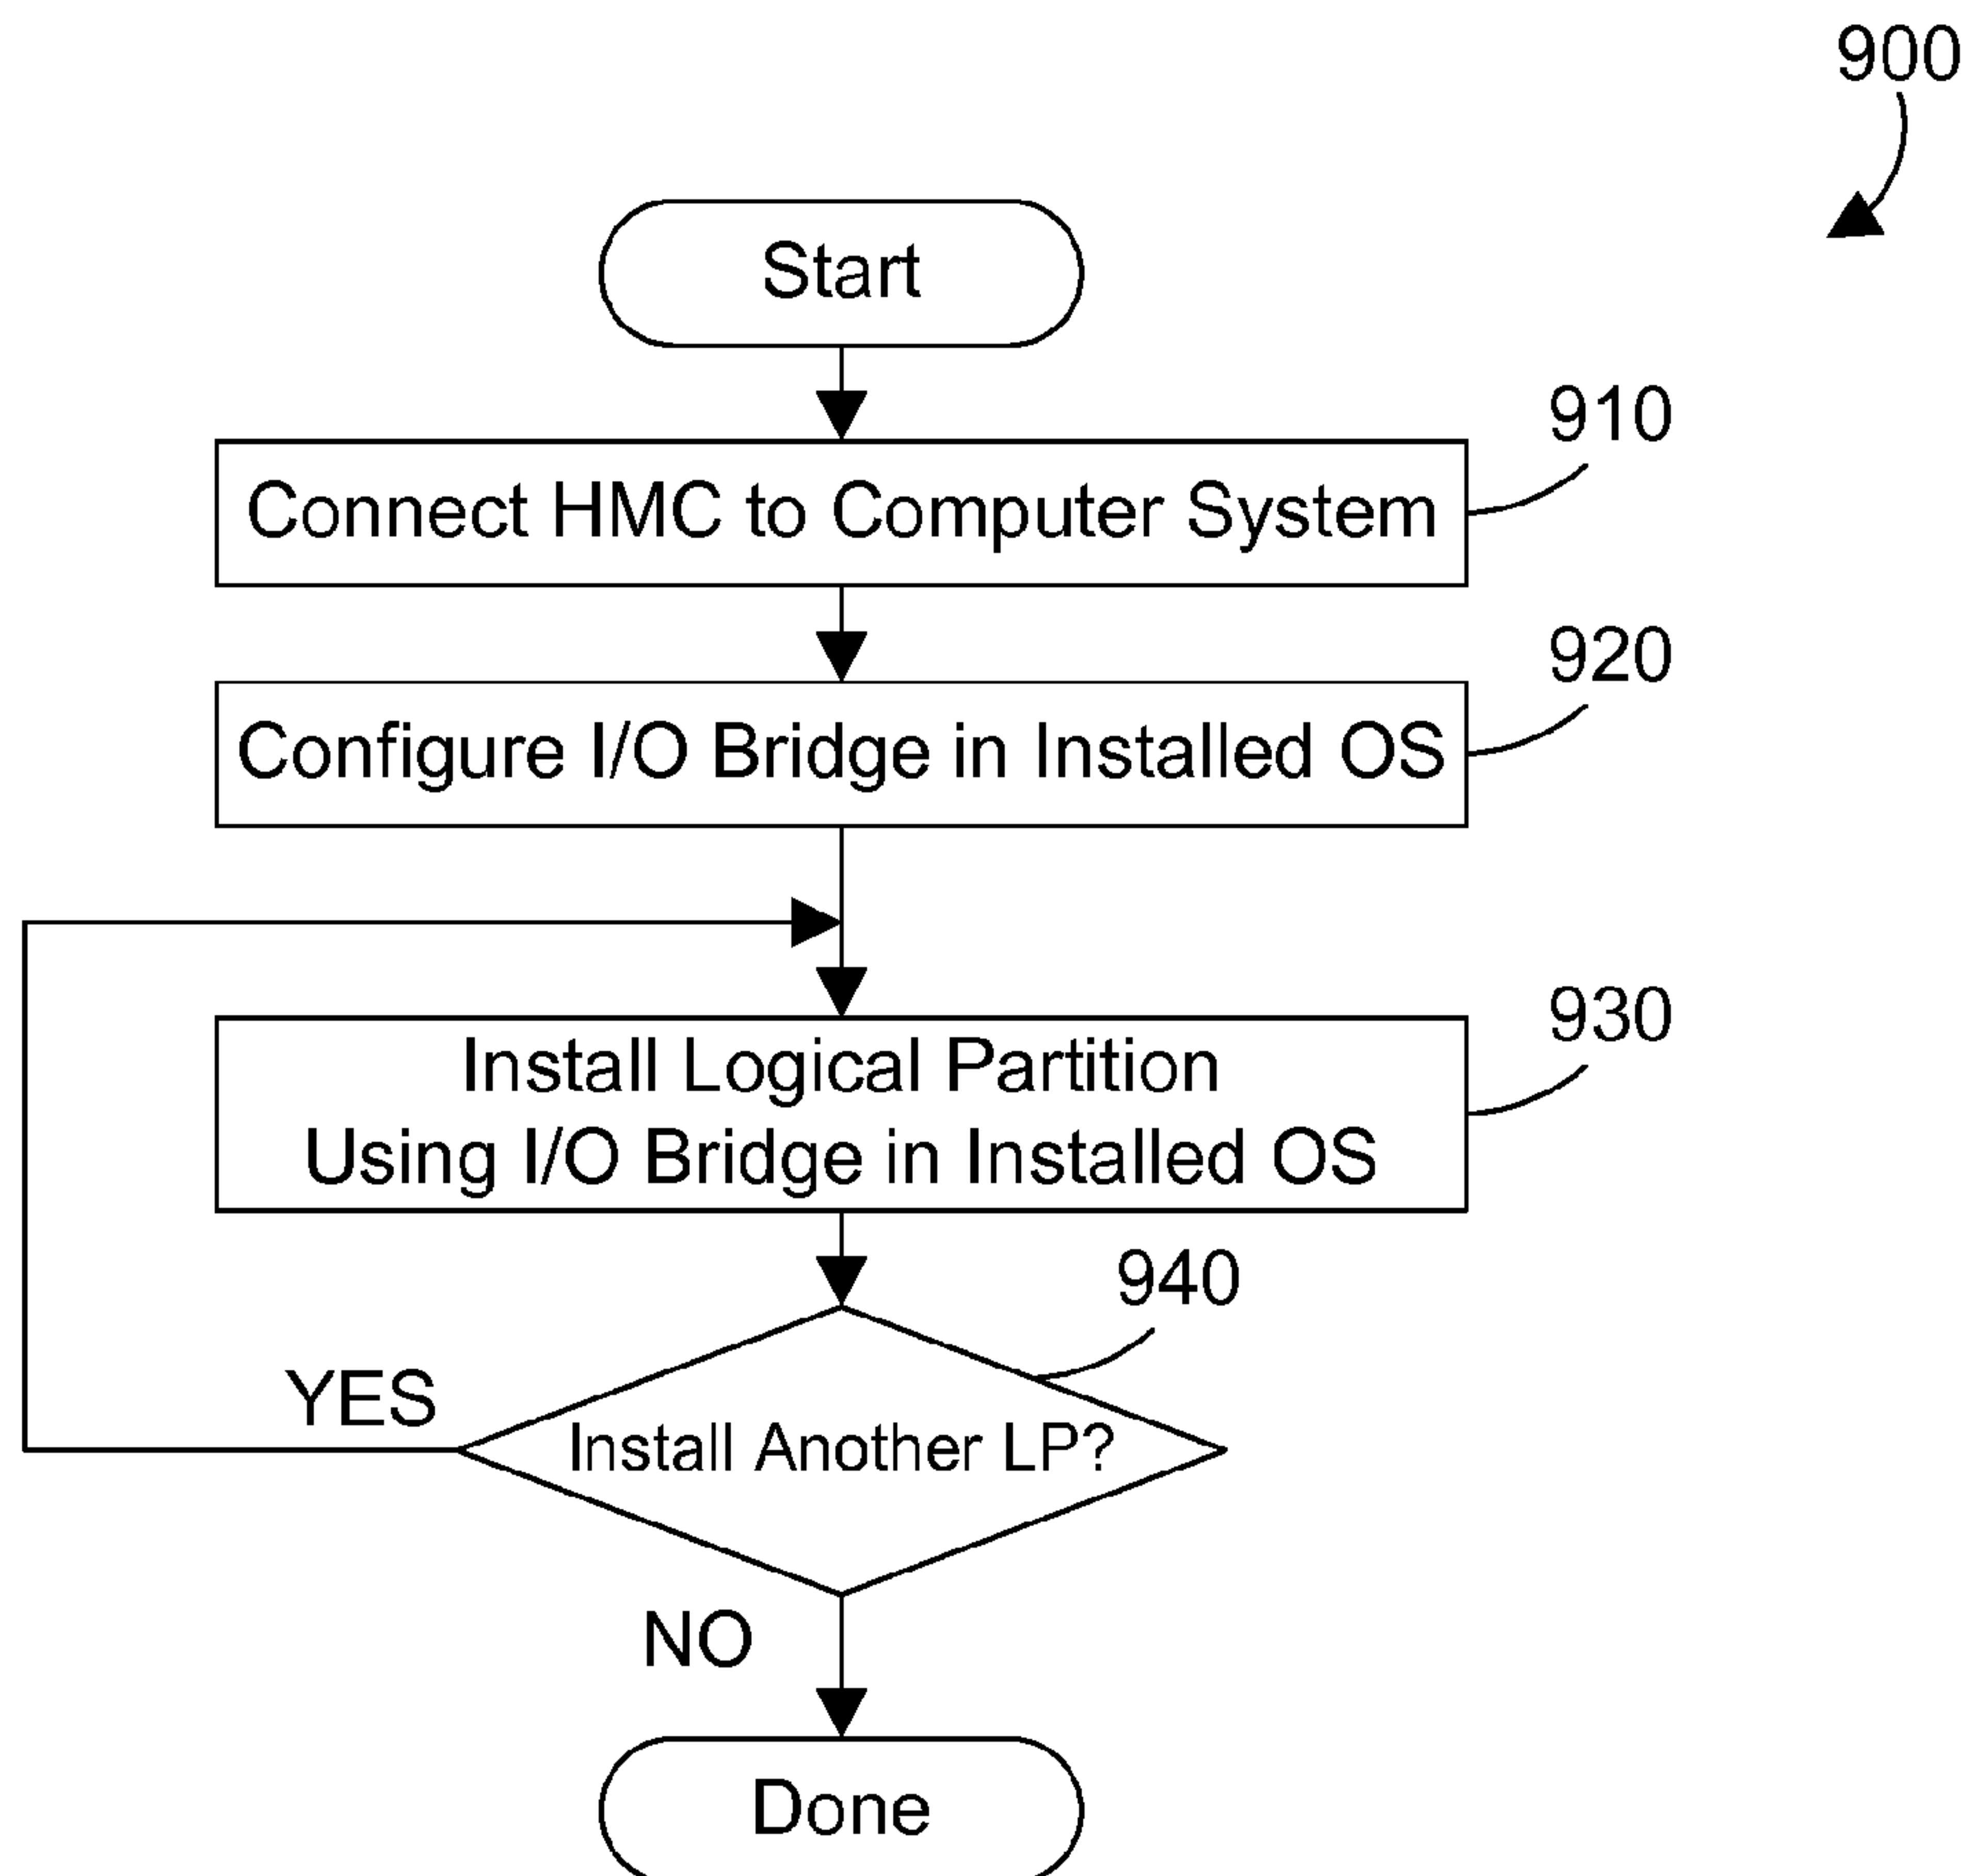 900
Start
910
Connect HMC to Computer System
920
Configure I/O Bridge in Installed OS
930
Install Logical Partition
Using I/O Bridge in Installed OS
940
YES
Install Another LP?
NO
Done